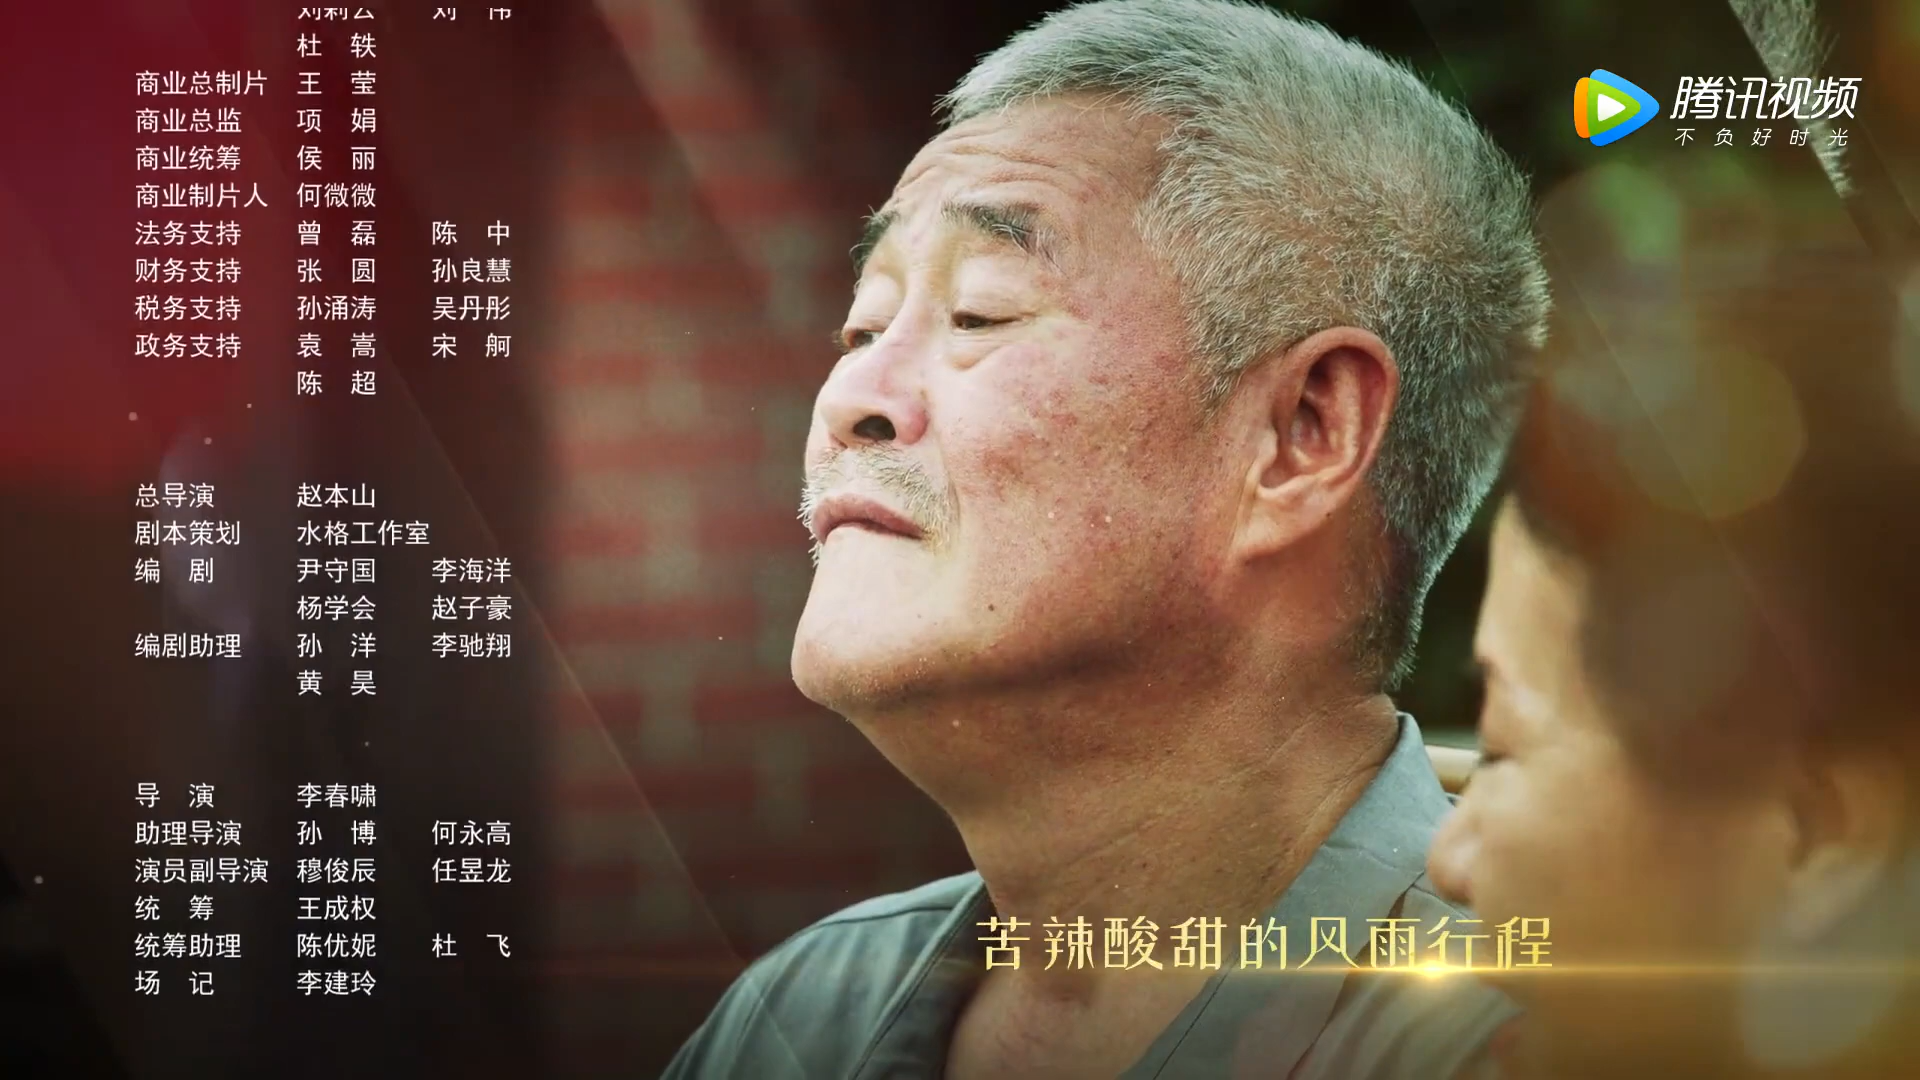 杜 轶
商业总制片 王 莹
商业总监 项 娟
商业统筹 侯 丽
商业制片人 何微微
法务支持 曾 磊 陈 中
财务支持 张 圆 孙良慧
税务支持 孙涌涛 吴丹彤
政务支持 袁 嵩 宋 舸
陈 超
总导演 赵本山
剧本策划 水格工作室
编 剧 尹守国 李海洋
杨学会 赵子豪
编剧助理 孙 洋 李驰翔
黄 昊
导 演 李春啸
助理导演 孙 博 何永高
演员副导演 穆俊辰 任昱龙
统 筹 王成权
统筹助理 陈优妮 杜 飞
场 记 李建玲
腾讯视频
不负好时光
苦辣酸甜的风雨行程